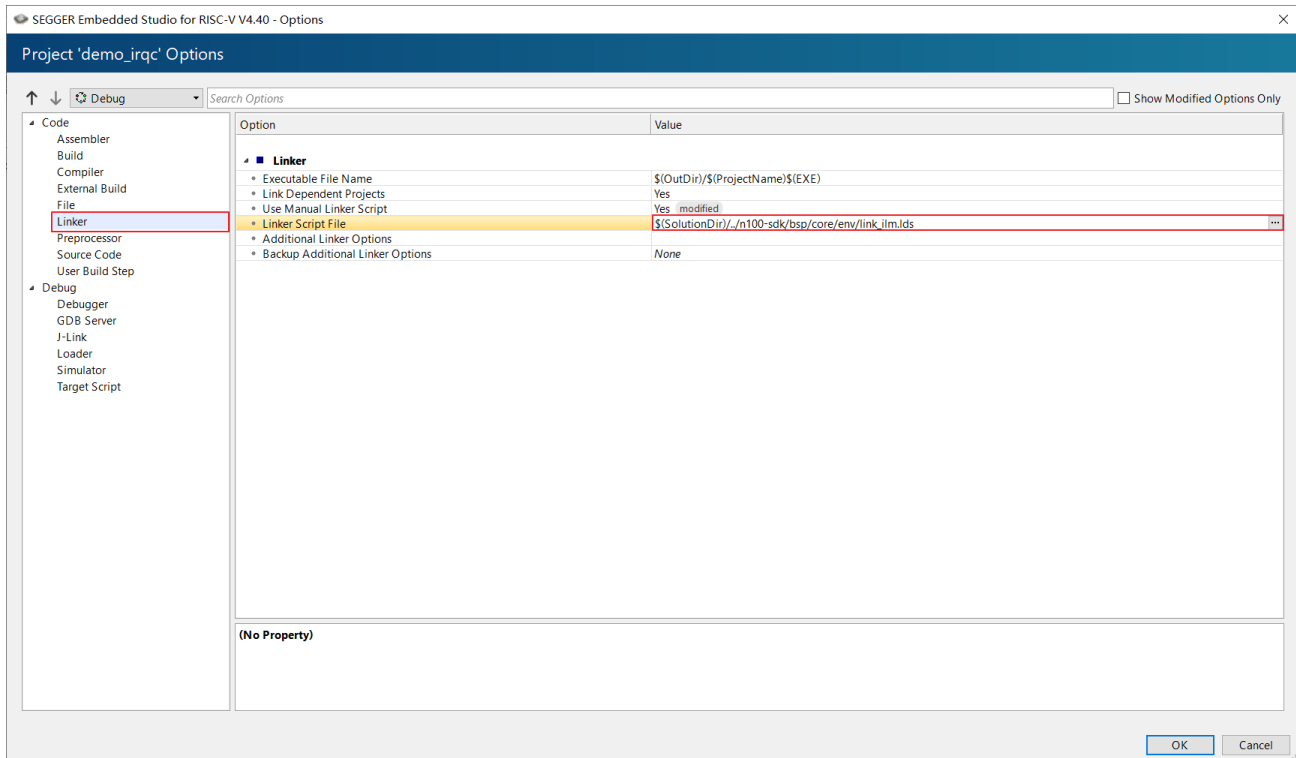 SEGGER Embedded Studio for RISC-V V4.40 - Options
Project 'demo_irqc' Options
Debug
Search Options
Show Modified Options Only
Code
Assembler
Build
Compiler
External Build
File
Linker
Preprocessor
Source Code
User Build Step
Debug
Debugger
GDB Server
J-Link
Loader
Simulator
Target Script
Option Value
Linker
Executable File Name $(OutDir)/$(ProjectName)$(EXE)
Link Dependent Projects Yes
Use Manual Linker Script Yes modified
Linker Script File $(SolutionDir)/../n100-sdk/bsp/core/env/link_ilm.lds ...
Additional Linker Options
Backup Additional Linker Options None
(No Property)
OK Cancel